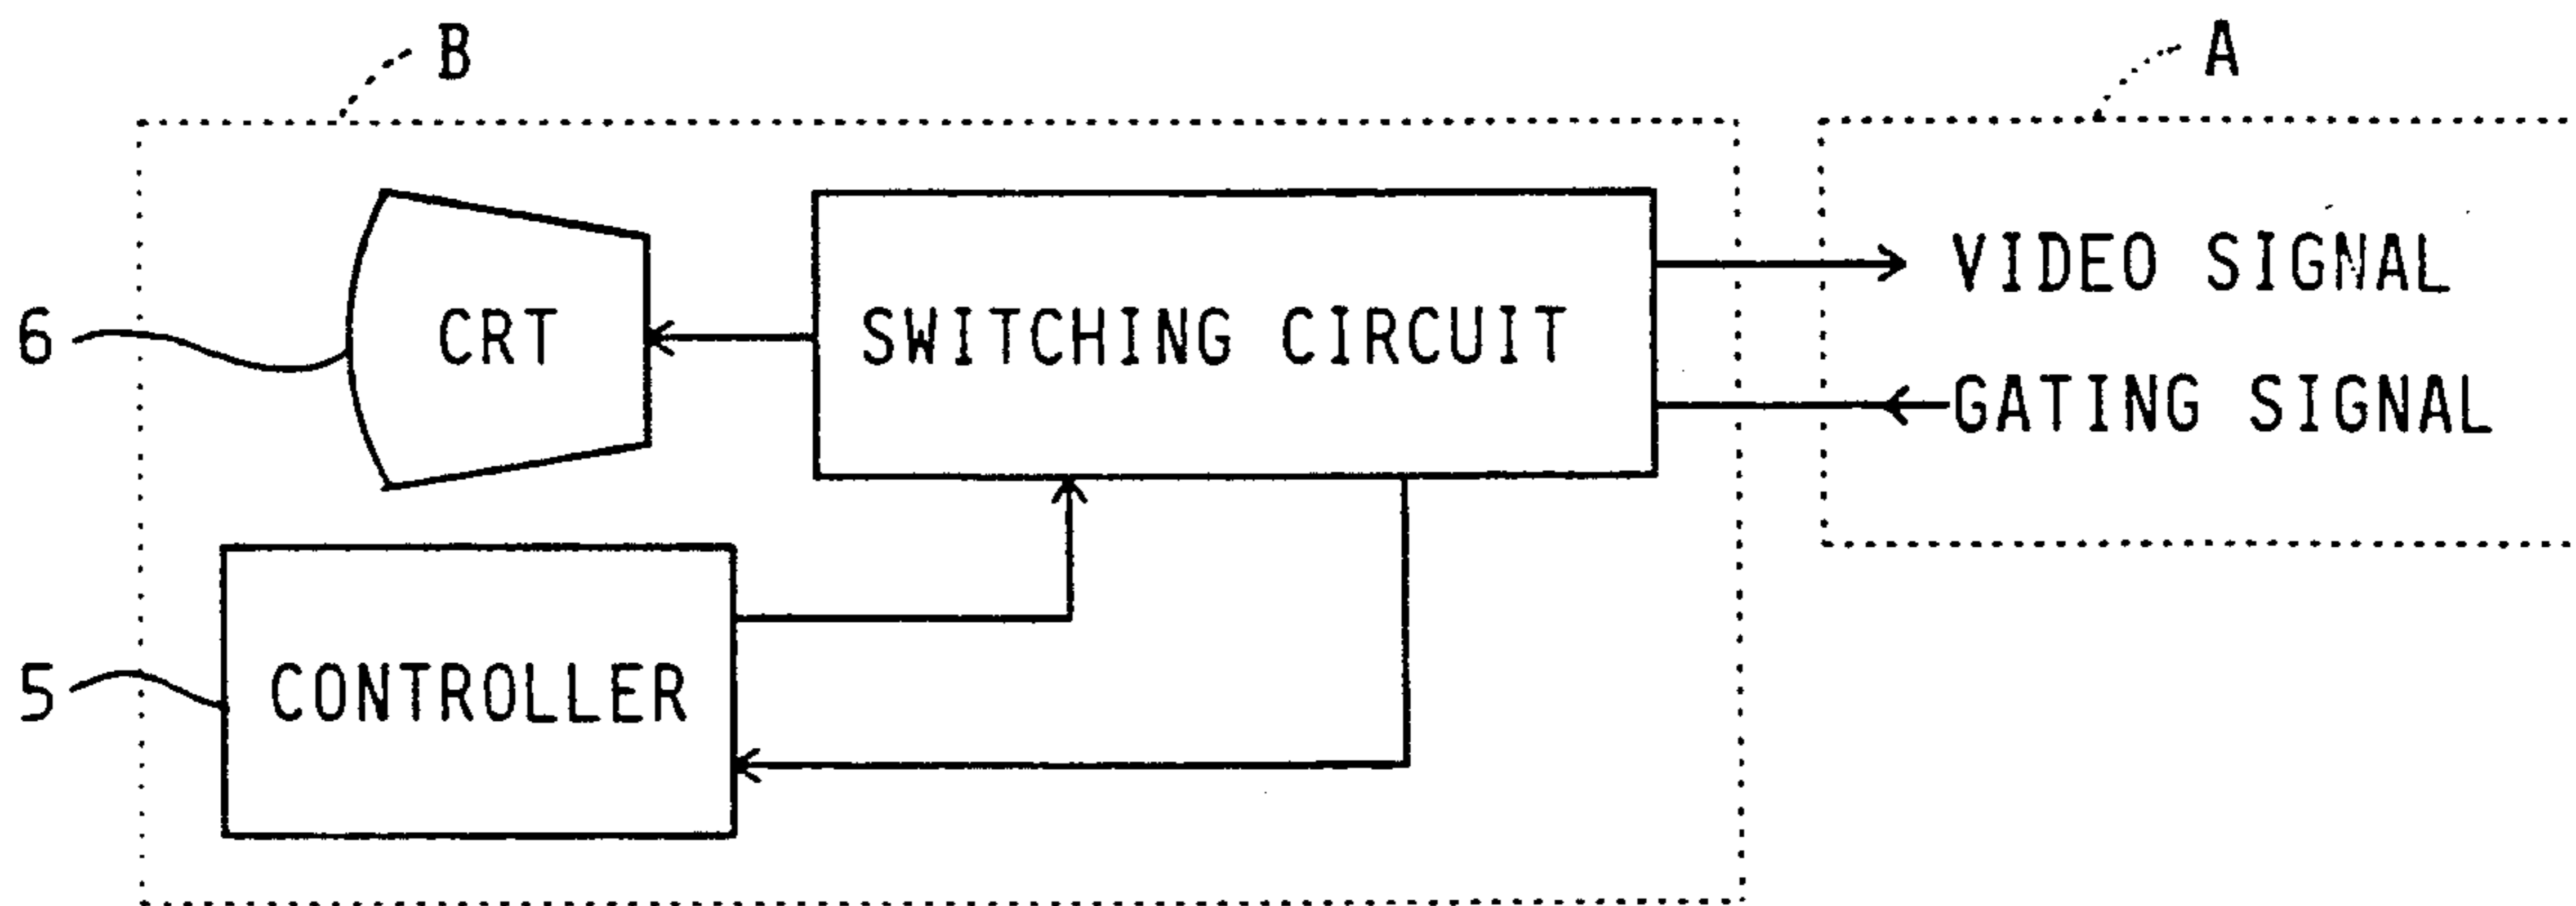 B
A
6
CRT
SWITCHING CIRCUIT
VIDEO SIGNAL
GATING SIGNAL
5
CONTROLLER